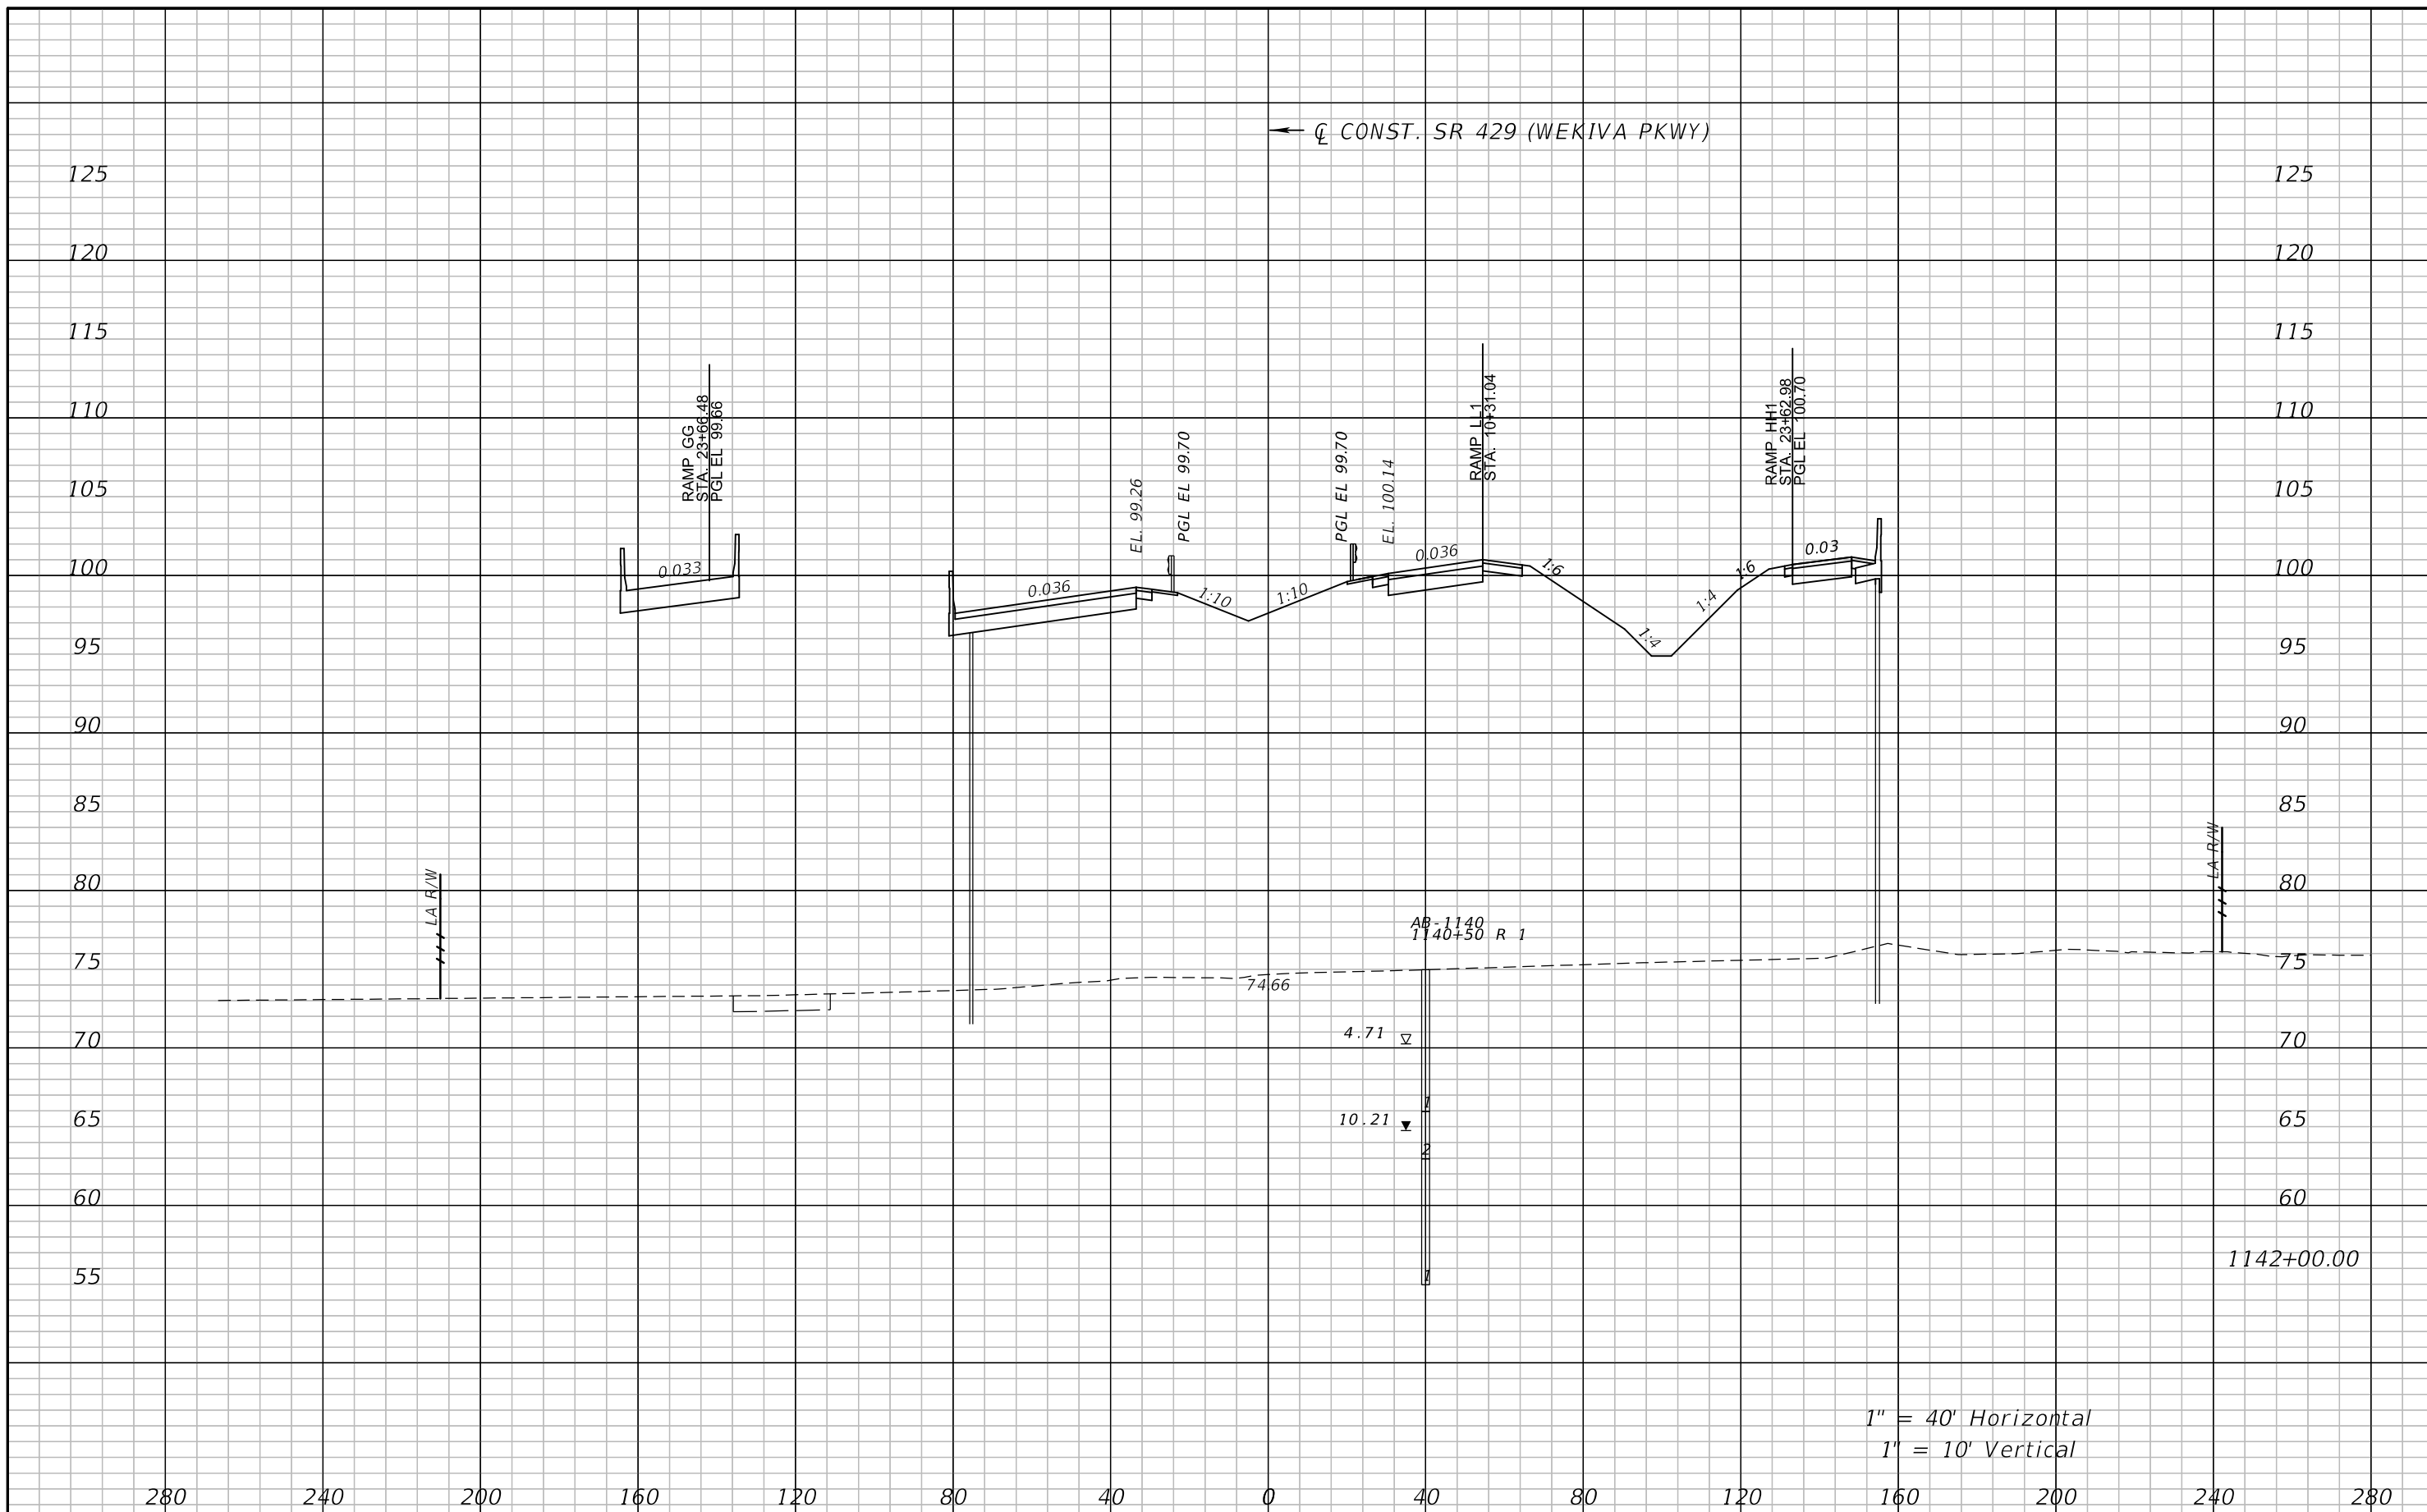 ℄ CONST. SR 429 (WEKIVA PKWY)
125
125
120
120
115
115
110
110
105
105
100
100
95
95
90
90
85
85
80
80
75
75
70
70
65
65
60
60
55
RAMP GG
STA. 23+66.48
PGL EL 99.66
0.033
EL. 99.26
PGL EL 99.70
0.036
1:10
1:10
PGL EL 99.70
EL. 100.14
0.036
RAMP LL1
STA. 10+31.04
1:6
1:4
1:4
1:6
RAMP HH1
STA. 23+62.98
PGL EL 100.70
0.03
LA R/W
LA R/W
AB-1140
1140+50 R 1
74.66
4.71
1
10.21
2
1
1142+00.00
1" = 40' Horizontal
1" = 10' Vertical
280 240 200 160 120 80 40 0 40 80 120 160 200 240 280